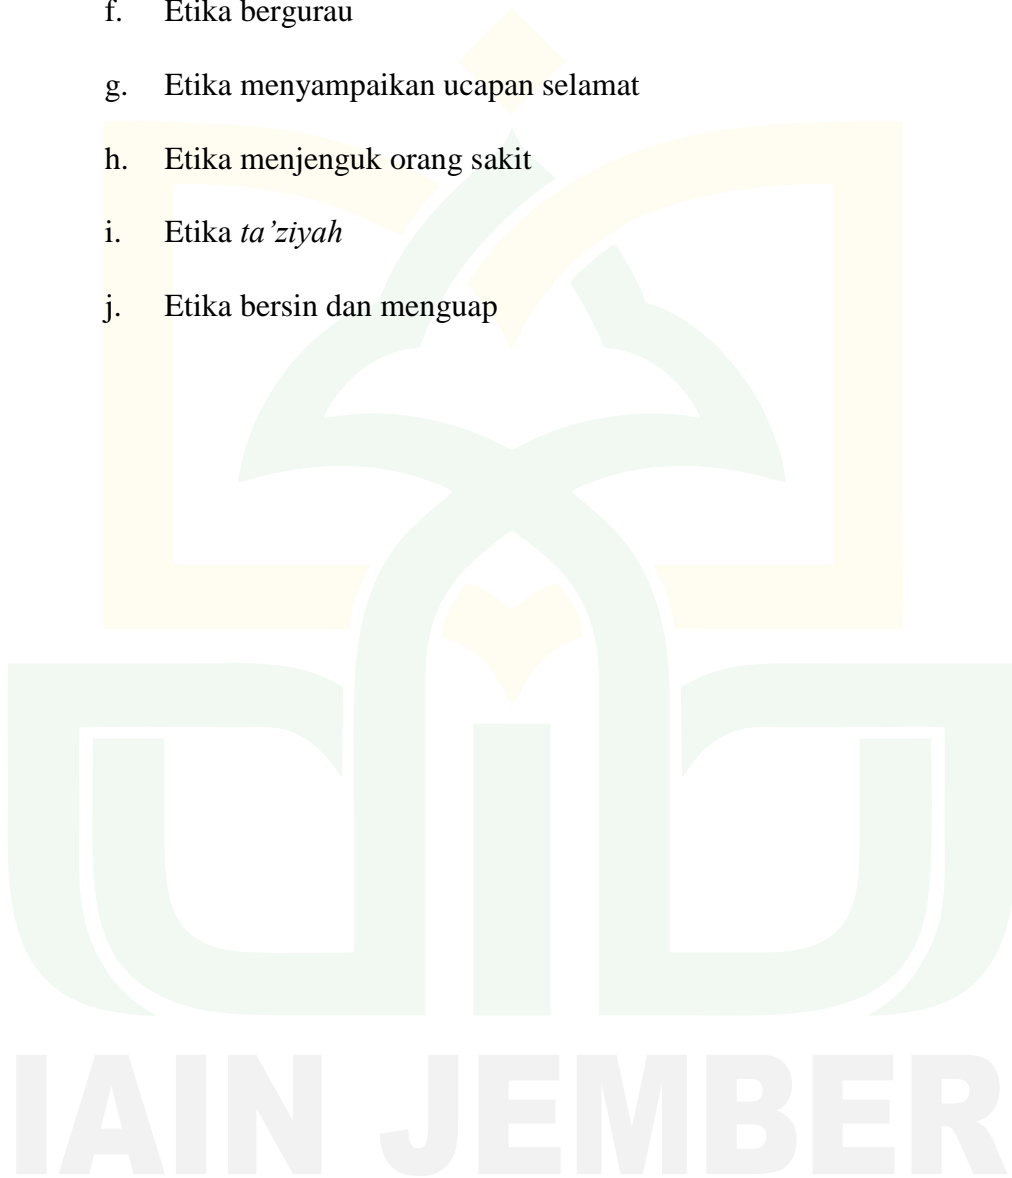 f. Etika bergurau
g. Etika menyampaikan ucapan selamat
h. Etika menjenguk orang sakit
i. Etika ta’ziyah
j. Etika bersin dan menguap
IAIN JEMBER